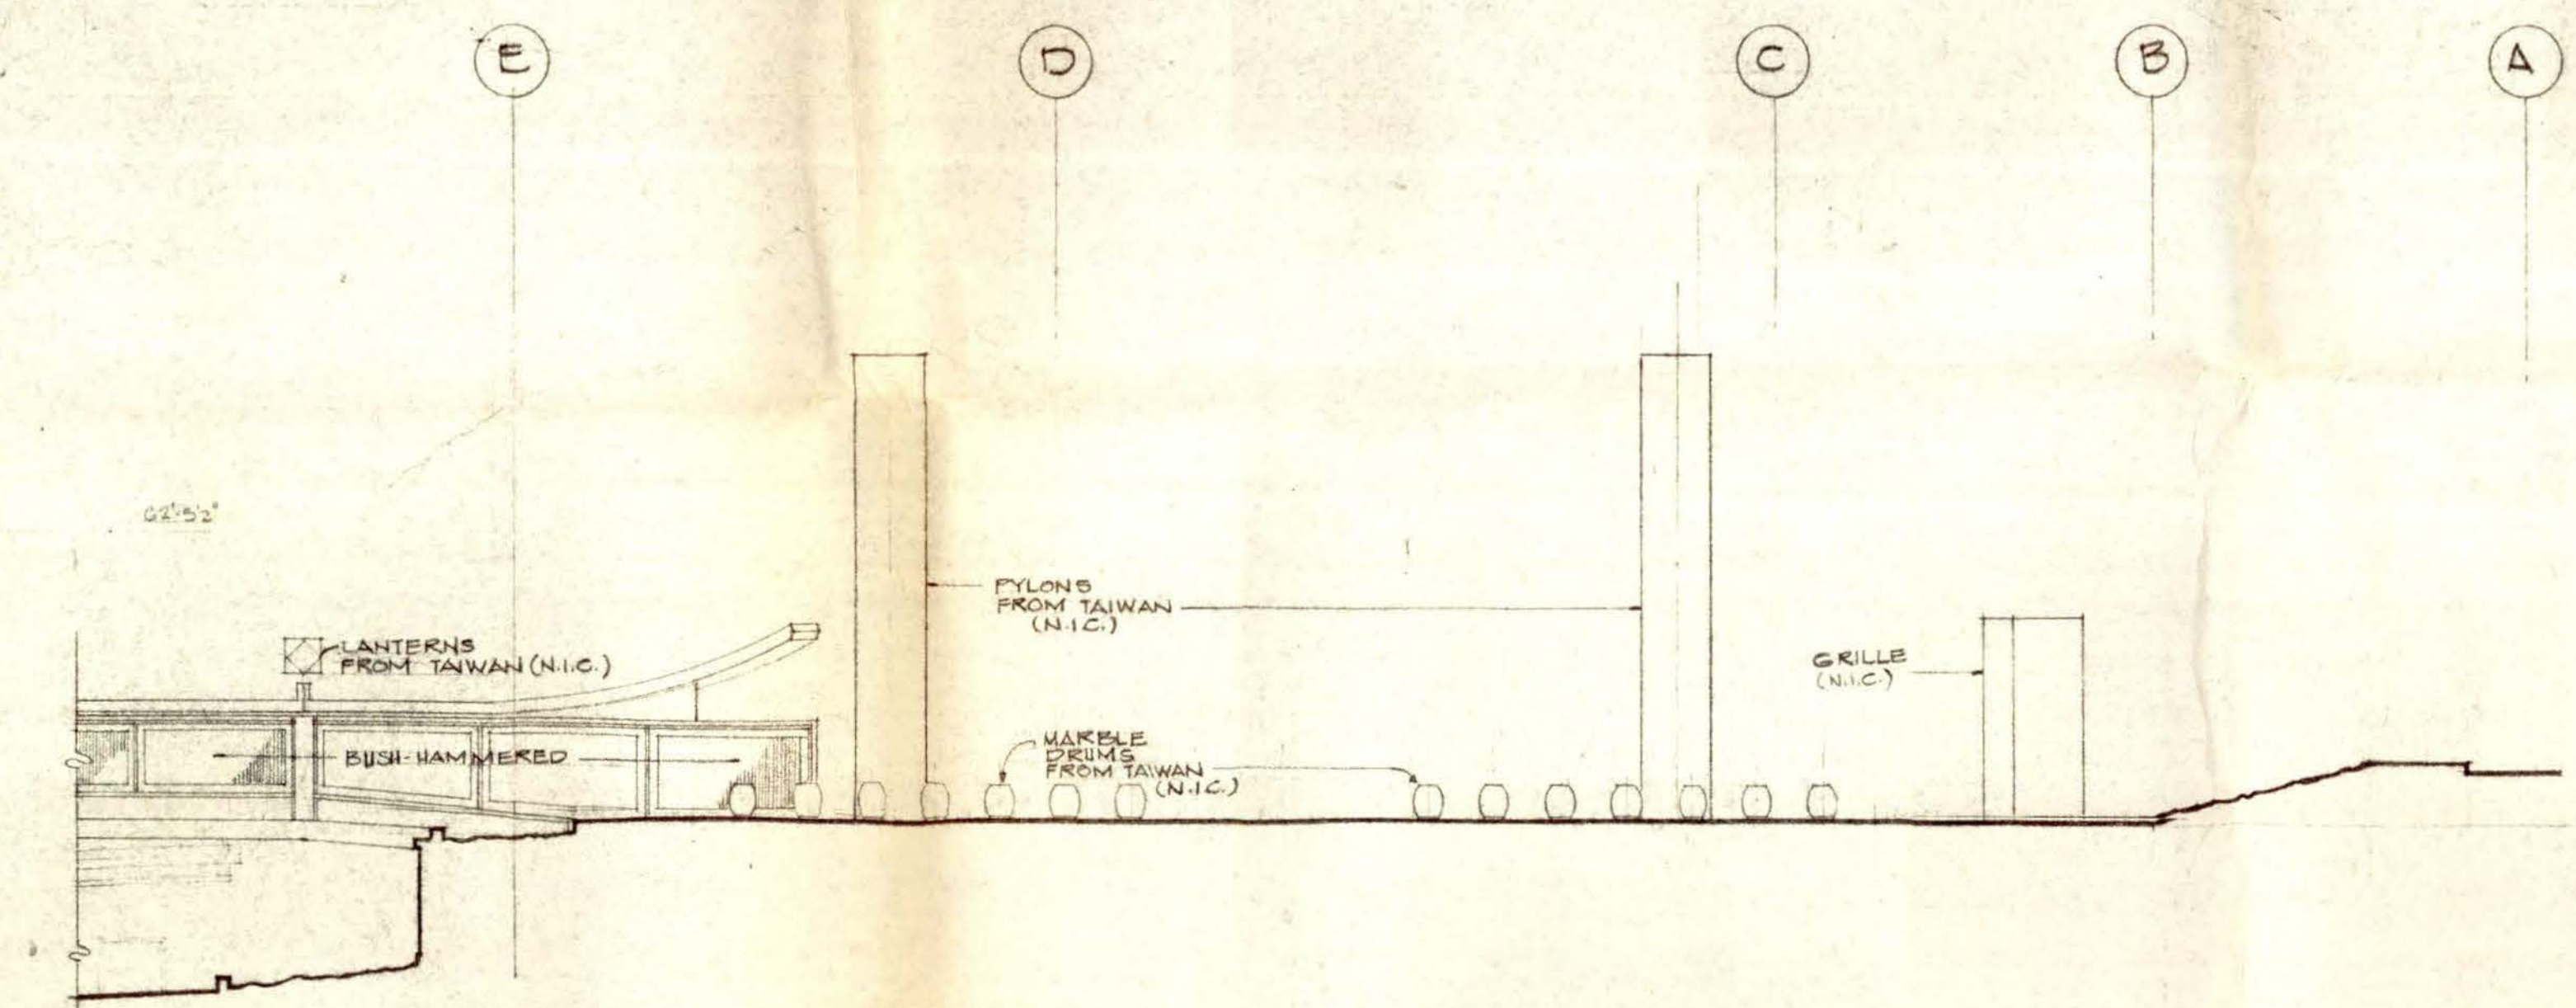 E
D
C
B
A
PYLONS
FROM TAIWAN
(N.I.C.)
LANTERNS
FROM TAIWAN (N.I.C.)
GRILLE
(N.I.C.)
BUSH-HAMMERED
MARBLE
DRUMS
FROM TAIWAN
(N.I.C.)